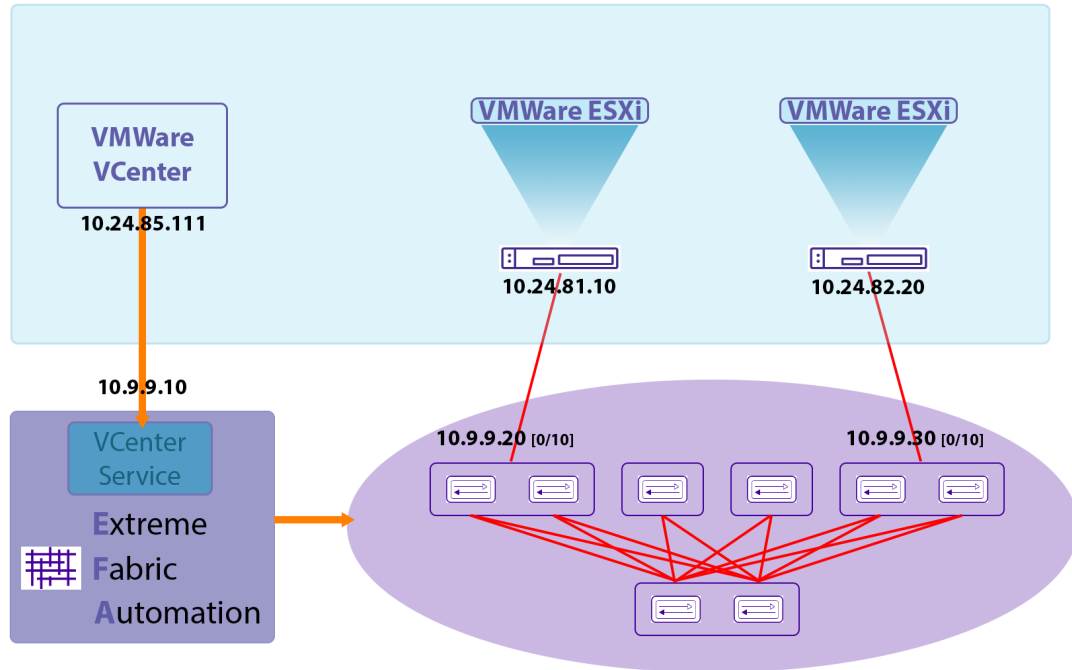 VMWare
VCenter
10.24.85.111
VMWare ESXi
10.24.81.10
VMWare ESXi
10.24.82.20
10.9.9.10
VCenter
Service
Extreme
Fabric
Automation
10.9.9.20 [0/10]
10.9.9.30 [0/10]